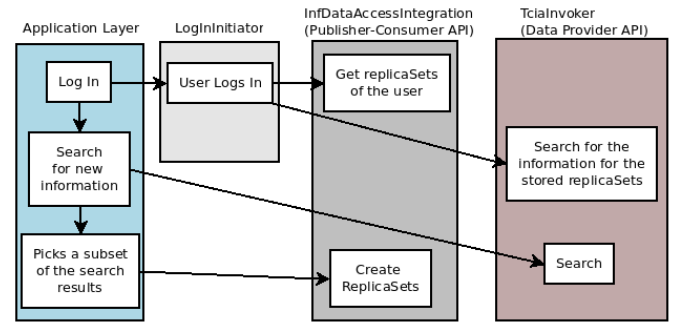 Application Layer
LogInInitiator
InfDataAccessIntegration
(Publisher-Consumer API)
TciaInvoker
(Data Provider API)
Log In
User Logs In
Get replicaSets
of the user
Search
for new
information
Search for the
information for the
stored replicaSets
Picks a subset
of the search
results
Create
ReplicaSets
Search